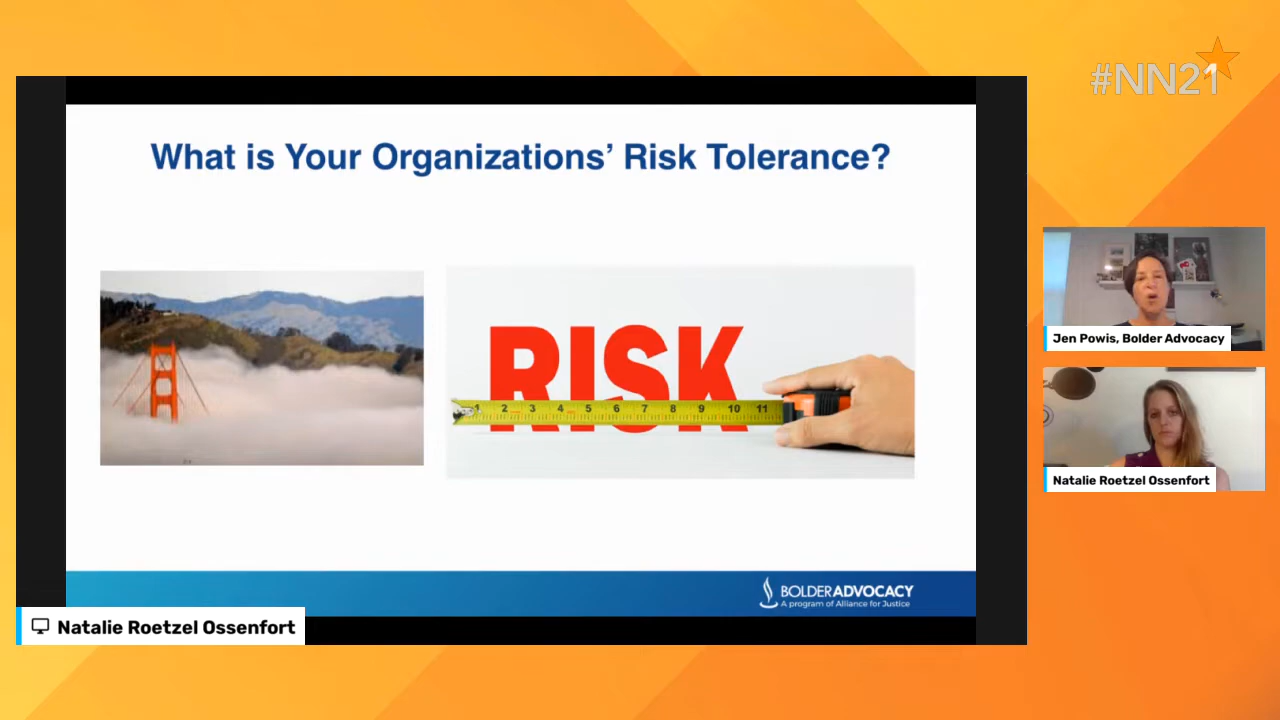 #NN21
What is Your Organizations’ Risk Tolerance?
RISK
1 2 3 4 5 6 7 8 9 10 11
BOLDERADVOCACY
A program of Alliance for Justice
Natalie Roetzel Ossenfort
Jen Powis, Bolder Advocacy
Natalie Roetzel Ossenfort